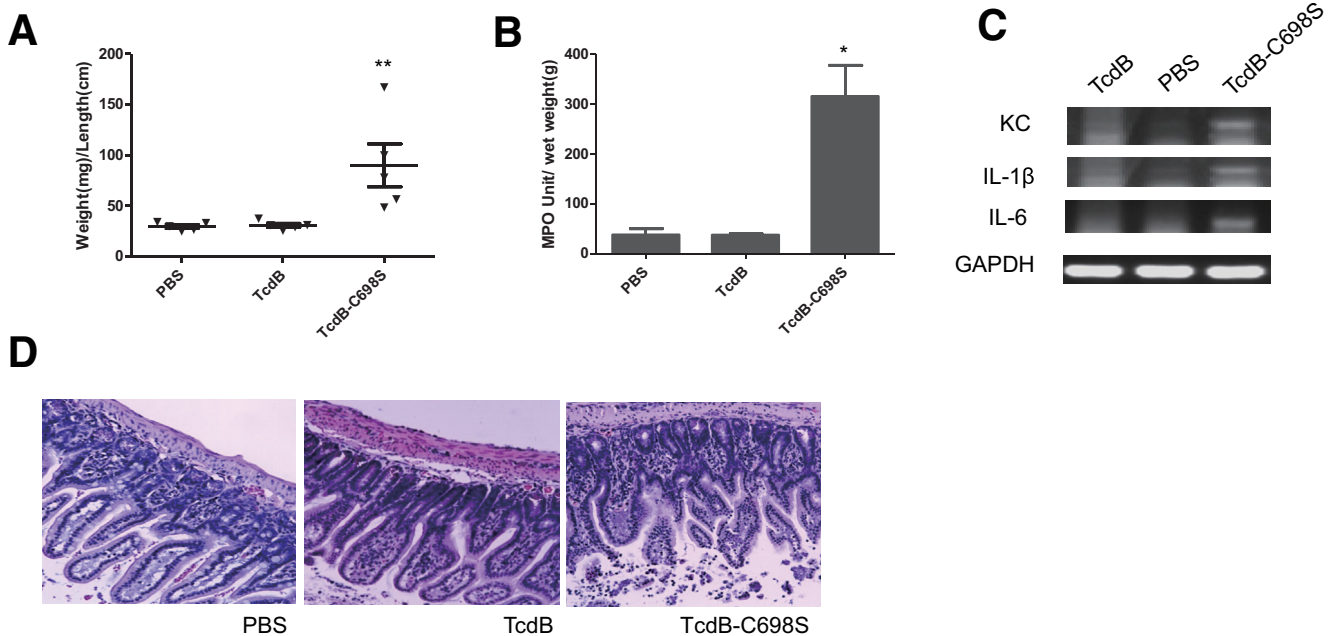 A
Weight(mg)/Length(cm)
200
150
100
50
0
**
PBS
TcdB
TcdB-C698S
B
MPO Unit/ wet weight(g)
400
300
200
100
0
*
PBS
TcdB
TcdB-C698S
C
TcdB
PBS
TcdB-C698S
KC
IL-1β
IL-6
GAPDH
D
PBS
TcdB
TcdB-C698S